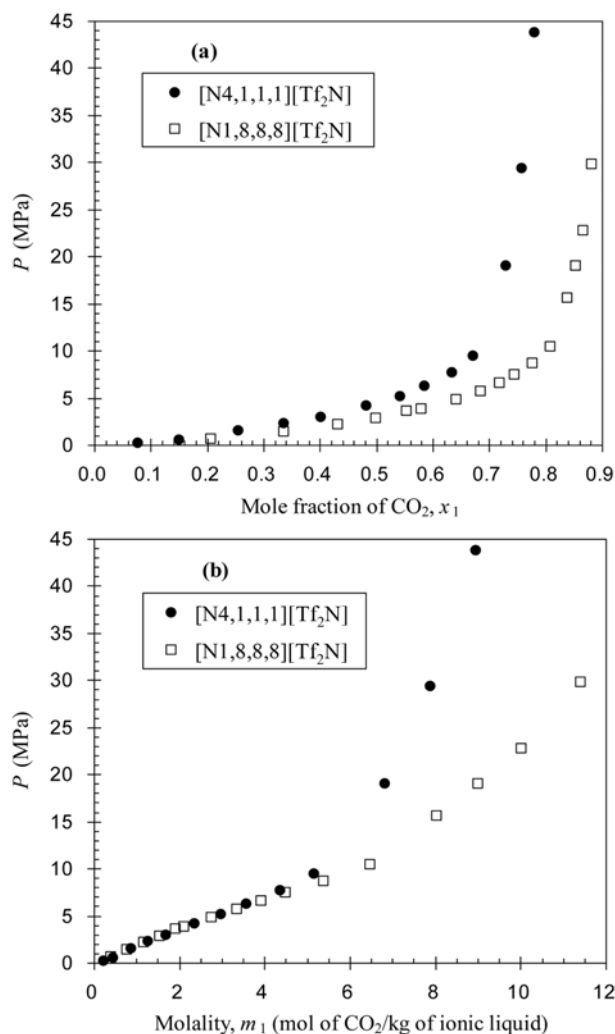 45
(a)
40
[N4,1,1,1][Tf₂N]
35
[N1,8,8,8][Tf₂N]
30
25
P (MPa)
20
15
10
5
0
0.0 0.1 0.2 0.3 0.4 0.5 0.6 0.7 0.8 0.9
Mole fraction of CO₂, x₁
45
(b)
40
[N4,1,1,1][Tf₂N]
35
[N1,8,8,8][Tf₂N]
30
25
P (MPa)
20
15
10
5
0
0 2 4 6 8 10 12
Molality, m₁ (mol of CO₂/kg of ionic liquid)